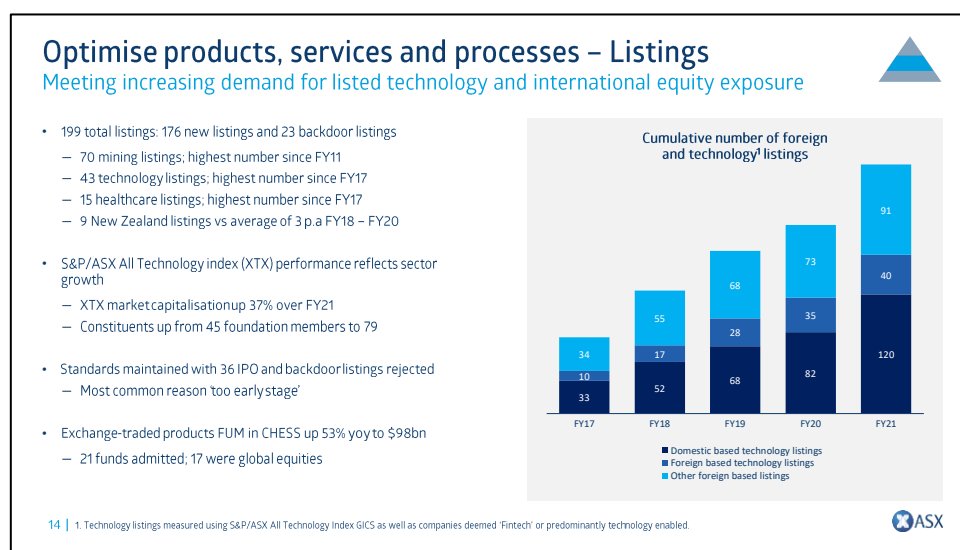 Optimise products, services and processes – Listings
Meeting increasing demand for listed technology and international equity exposure
• 199 total listings: 176 new listings and 23 backdoor listings
– 70 mining listings; highest number since FY11
– 43 technology listings; highest number since FY17
– 15 healthcare listings; highest number since FY17
– 9 New Zealand listings vs average of 3 p.a FY18 – FY20
• S&P/ASX All Technology index (XTX) performance reflects sector
growth
– XTX market capitalisation up 37% over FY21
– Constituents up from 45 foundation members to 79
• Standards maintained with 36 IPO and backdoor listings rejected
– Most common reason ‘too early stage’
• Exchange-traded products FUM in CHESS up 53% yoy to $98bn
– 21 funds admitted; 17 were global equities
Cumulative number of foreign
and technology¹ listings
34
10
33
55
17
52
68
28
68
73
35
82
91
40
120
FY17 FY18 FY19 FY20 FY21
Domestic based technology listings
Foreign based technology listings
Other foreign based listings
14 | 1. Technology listings measured using S&P/ASX All Technology Index GICS as well as companies deemed ‘Fintech’ or predominantly technology enabled.
ASX